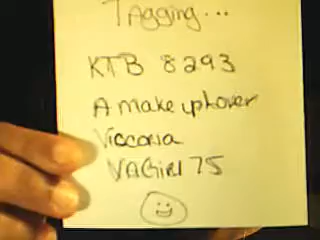 Tagging...
KTB 8293
A makeuplover
Viccoria
VAGirl 75